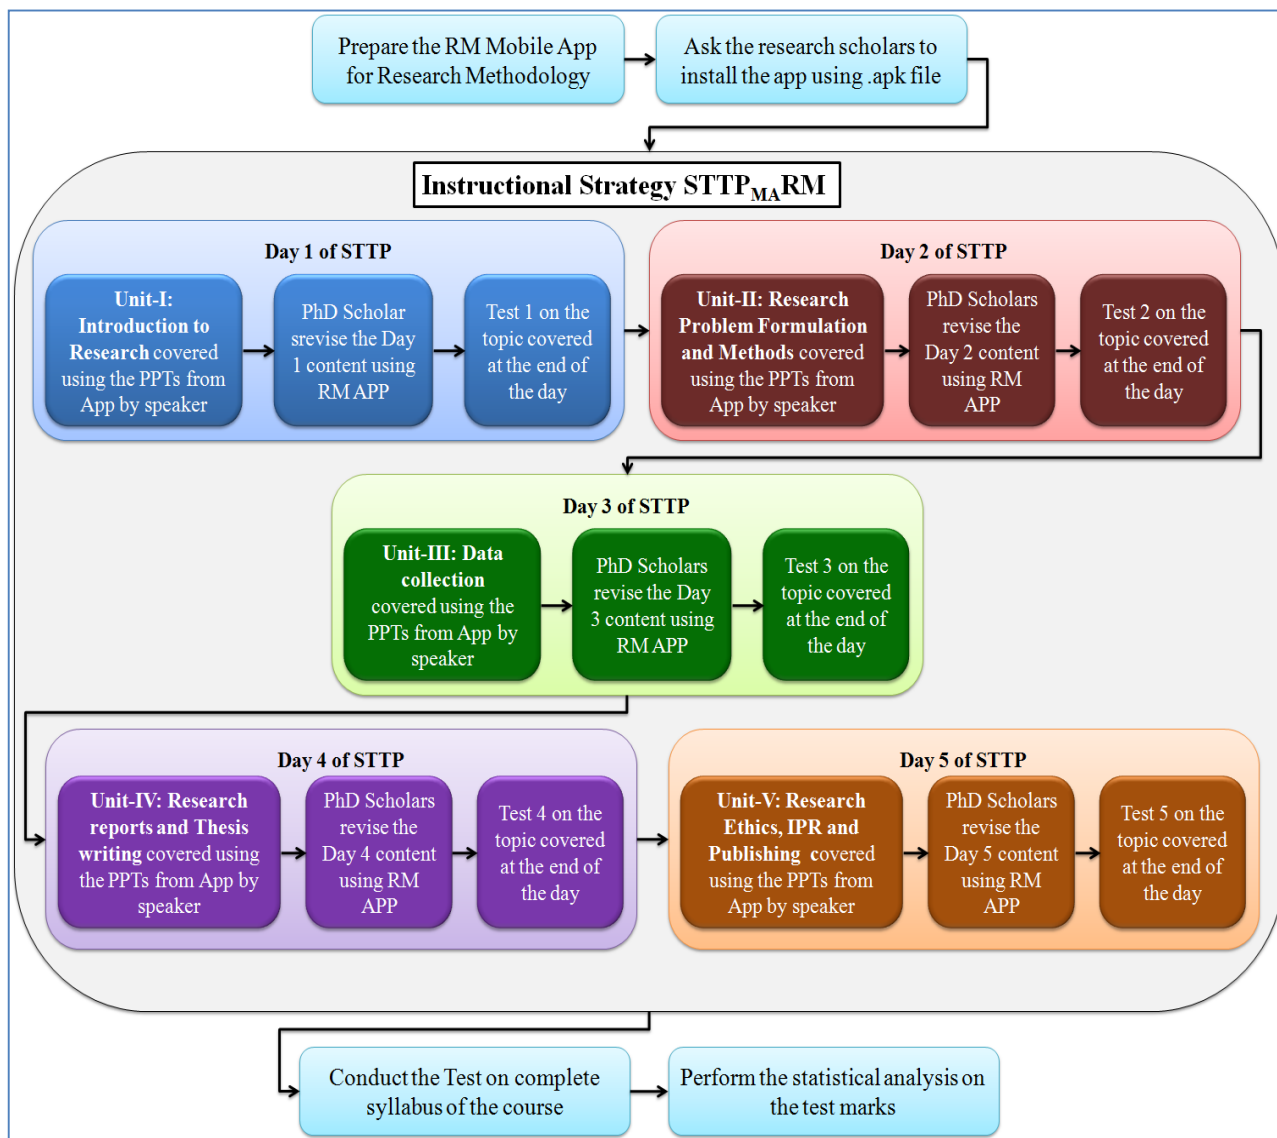 Prepare the RM Mobile App
for Research Methodology
Ask the research scholars to
install the app using .apk file
Instructional Strategy STTPMARM
Day 1 of STTP
Unit-I:
Introduction to
Research covered
using the PPTs from
App by speaker
PhD Scholar
srevise the Day
1 content using
RM APP
Test 1 on the
topic covered
at the end of
the day
Day 2 of STTP
Unit-II: Research
Problem Formulation
and Methods covered
using the PPTs from
App by speaker
PhD Scholars
revise the
Day 2 content
using RM
APP
Test 2 on the
topic covered
at the end of
the day
Day 3 of STTP
Unit-III: Data
collection
covered using the
PPTs from App by
speaker
PhD Scholars
revise the Day
3 content using
RM APP
Test 3 on the
topic covered
at the end of
the day
Day 4 of STTP
Unit-IV: Research
reports and Thesis
writing covered using
the PPTs from App by
speaker
PhD Scholars
revise the
Day 4 content
using RM
APP
Test 4 on the
topic covered
at the end of
the day
Day 5 of STTP
Unit-V: Research
Ethics, IPR and
Publishing covered
using the PPTs from
App by speaker
PhD Scholars
revise the
Day 5 content
using RM
APP
Test 5 on the
topic covered
at the end of
the day
Conduct the Test on complete
syllabus of the course
Perform the statistical analysis on
the test marks